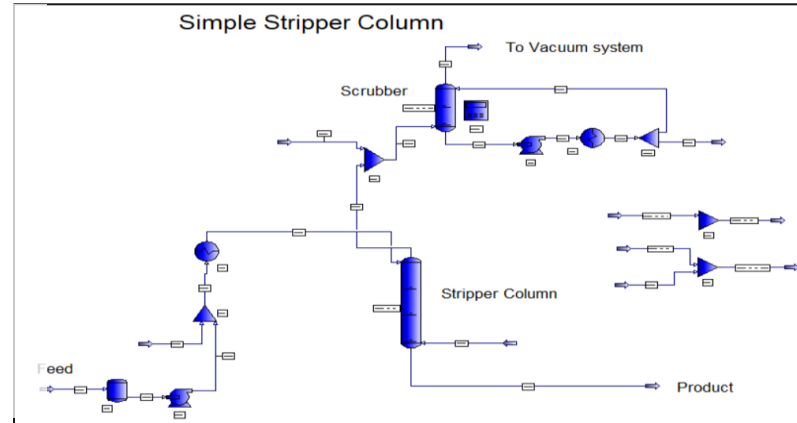 Simple Stripper Column
To Vacuum system
Scrubber
Stripper Column
Feed
Product